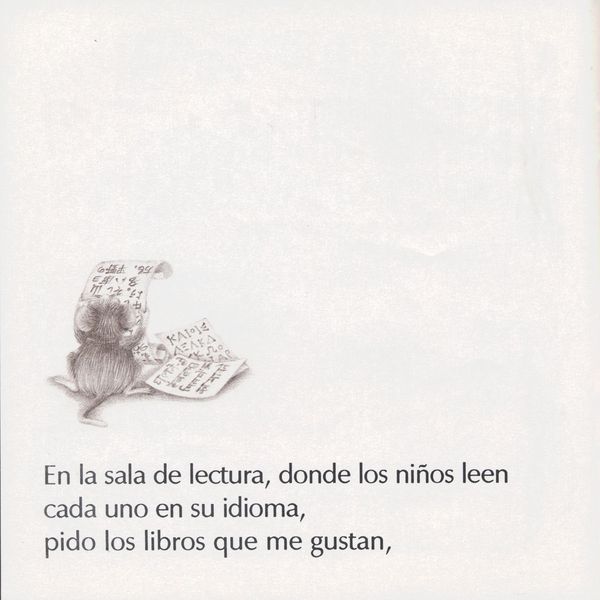 En la sala de lectura, donde los niños leen
cada uno en su idioma,
pido los libros que me gustan,